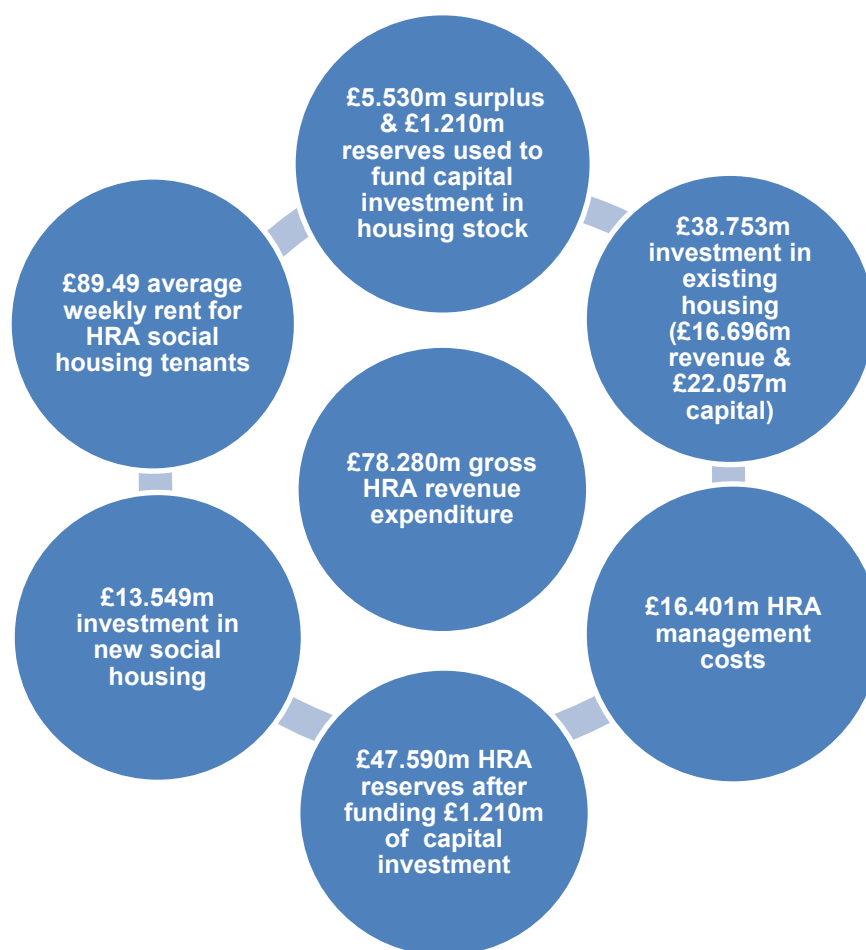 £5.530m surplus
& £1.210m
reserves used to
fund capital
investment in
housing stock
£38.753m
investment in
existing
housing
(£16.696m
revenue &
£22.057m
capital)
£16.401m HRA
management
costs
£47.590m HRA
reserves after
funding £1.210m
of capital
investment
£13.549m
investment in
new social
housing
£89.49 average
weekly rent for
HRA social
housing tenants
£78.280m gross
HRA revenue
expenditure